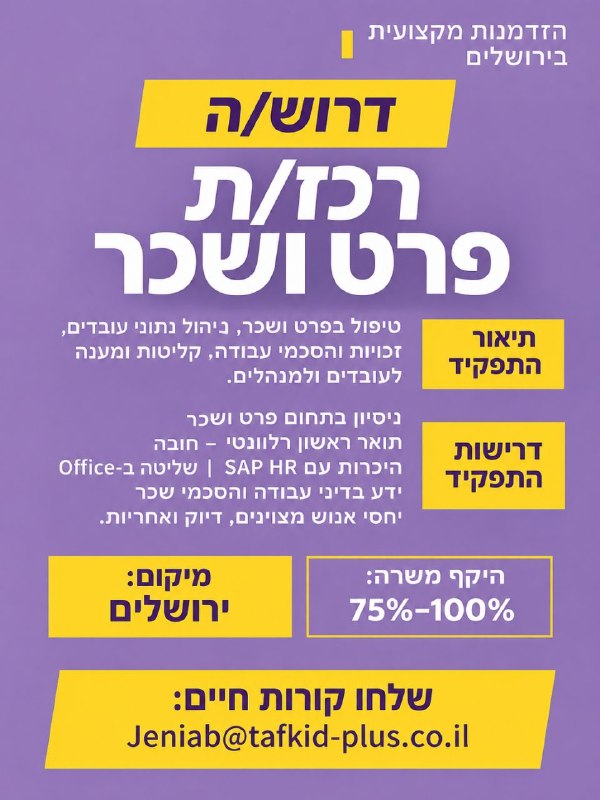 הזדמנות מקצועית
בירושלים
דרוש/ה
רכז/ת
פרט ושכר
תיאור
התפקיד
טיפול בפרט ושכר, ניהול נתוני עובדים,
זכויות והסכמי עבודה, קליטות ומענה
לעובדים ולמנהלים.
דרישות
התפקיד
ניסיון בתחום פרט ושכר
תואר ראשון רלוונטי – חובה
היכרות עם SAP HR | שליטה ב-Office
ידע בדיני עבודה והסכמי שכר
יחסי אנוש מצוינים, דיוק ואחריות.
היקף משרה:
75%-100%
מיקום:
ירושלים
שלחו קורות חיים:
Jeniab@tafkid-plus.co.il